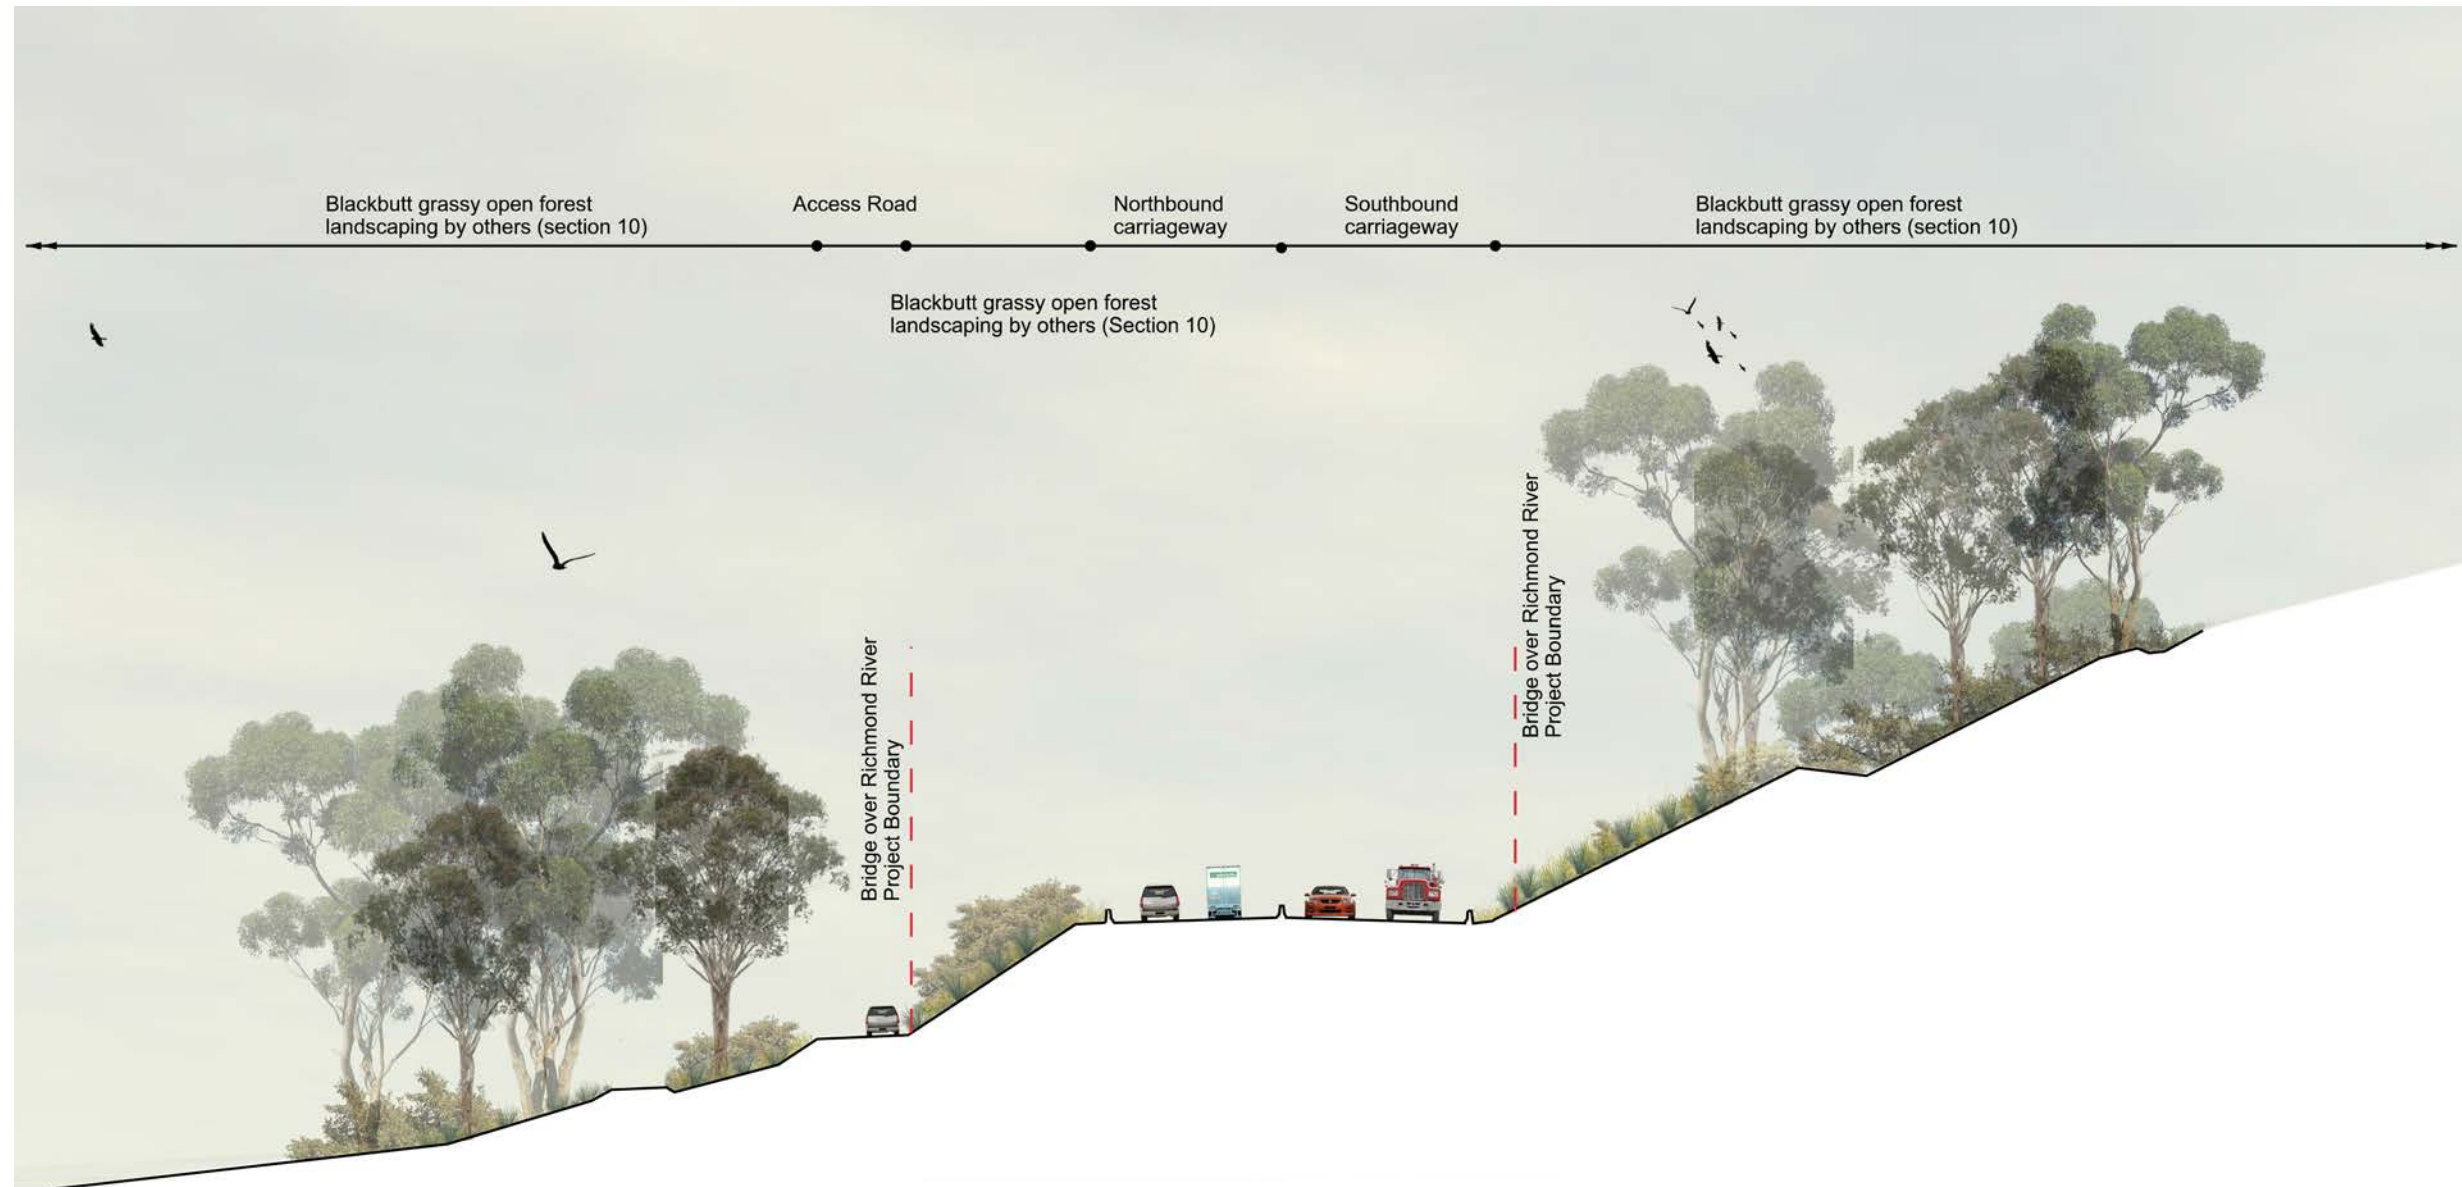 Blackbutt grassy open forest
landscaping by others (section 10)
Access Road
Northbound
carriageway
Southbound
carriageway
Blackbutt grassy open forest
landscaping by others (section 10)
Blackbutt grassy open forest
landscaping by others (Section 10)
Bridge over Richmond River
Project Boundary
Bridge over Richmond River
Project Boundary